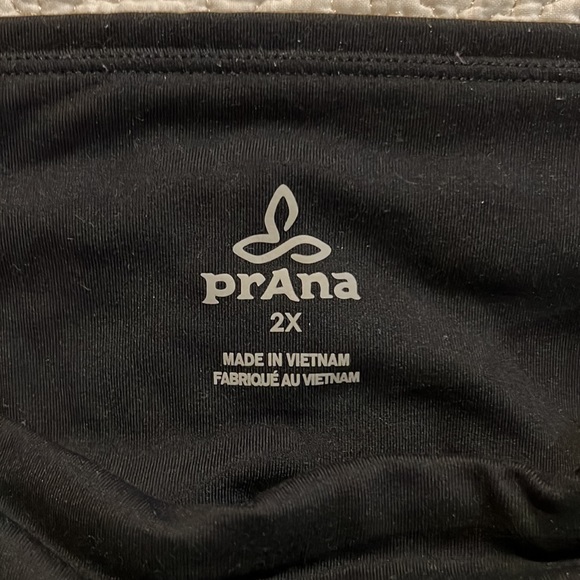 prAna
2X
MADE IN VIETNAM
FABRIQUÉ AU VIETNAM